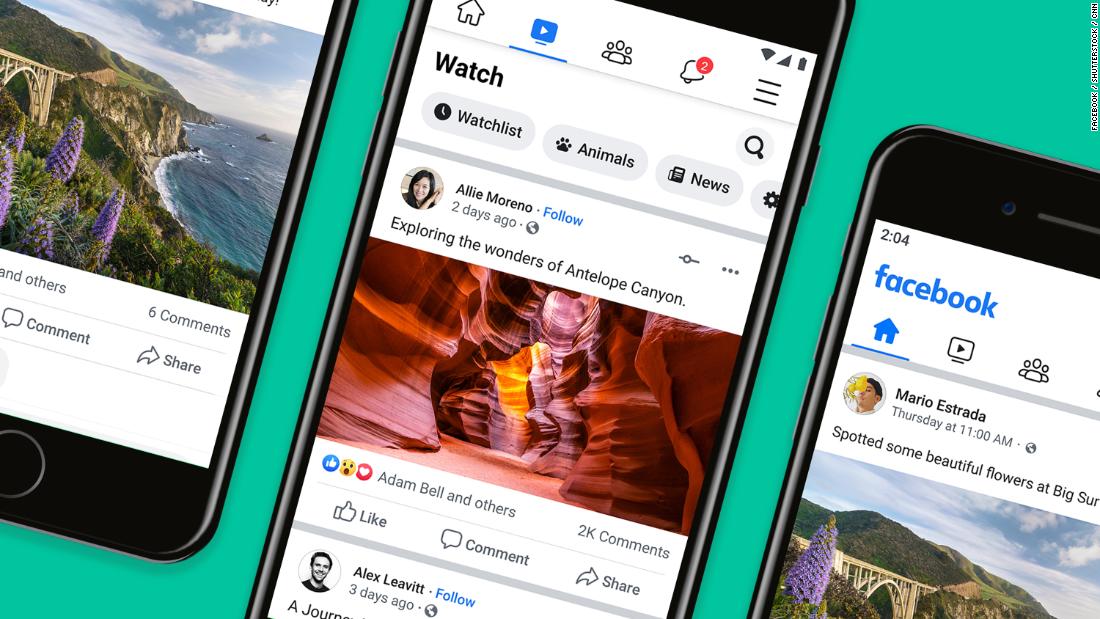 ay!
and others
6 Comments
Comment
Share
2
Watch
Watchlist
Animals
News
Allie Moreno · Follow
2 days ago ·
Exploring the wonders of Antelope Canyon.
Adam Bell and others
2K Comments
Like
Comment
Share
Alex Leavitt · Follow
3 days ago ·
A Journ
2:04
facebook
Mario Estrada
Thursday at 11:00 AM ·
Spotted some beautiful flowers at Big Sur
FACEBOOK / SHUTTERSTOCK / CNN